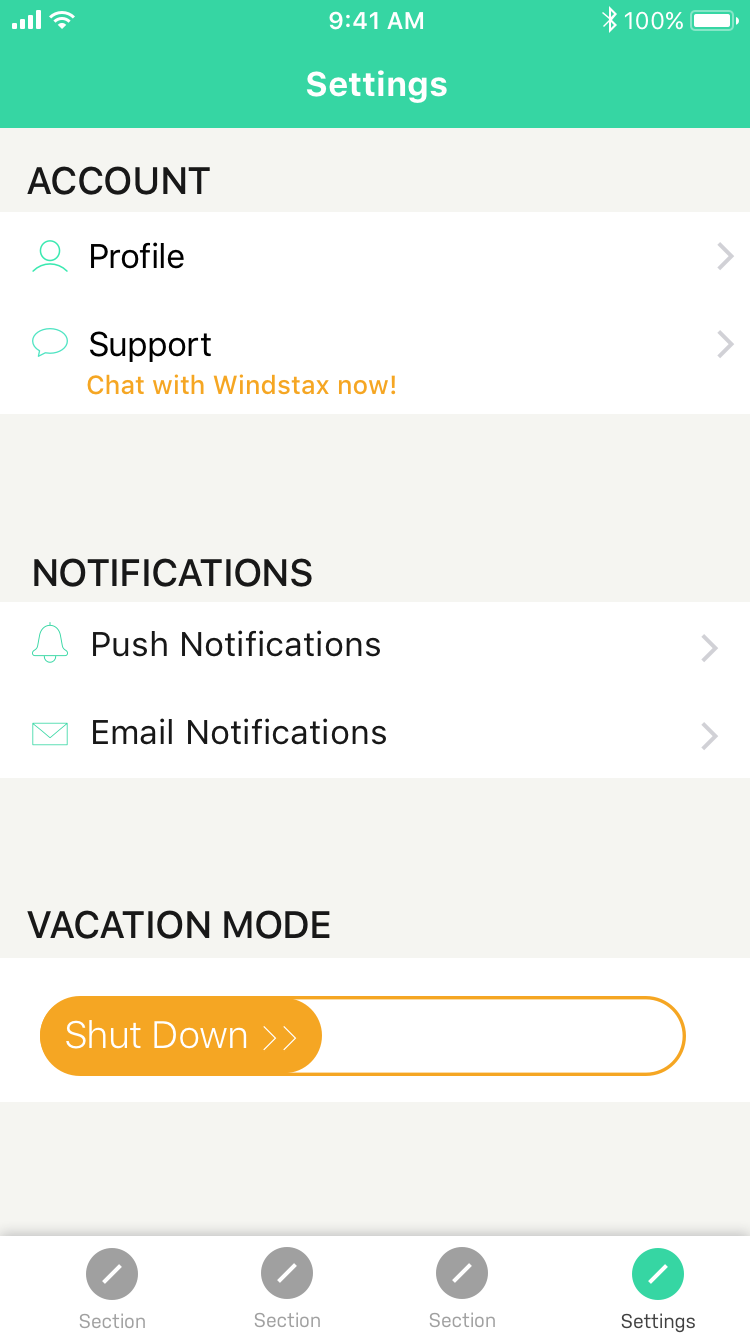 9:41 AM 100%
Settings
ACCOUNT
Profile
Support
Chat with Windstax now!
NOTIFICATIONS
Push Notifications
Email Notifications
VACATION MODE
Shut Down >>
Section Section Section Settings